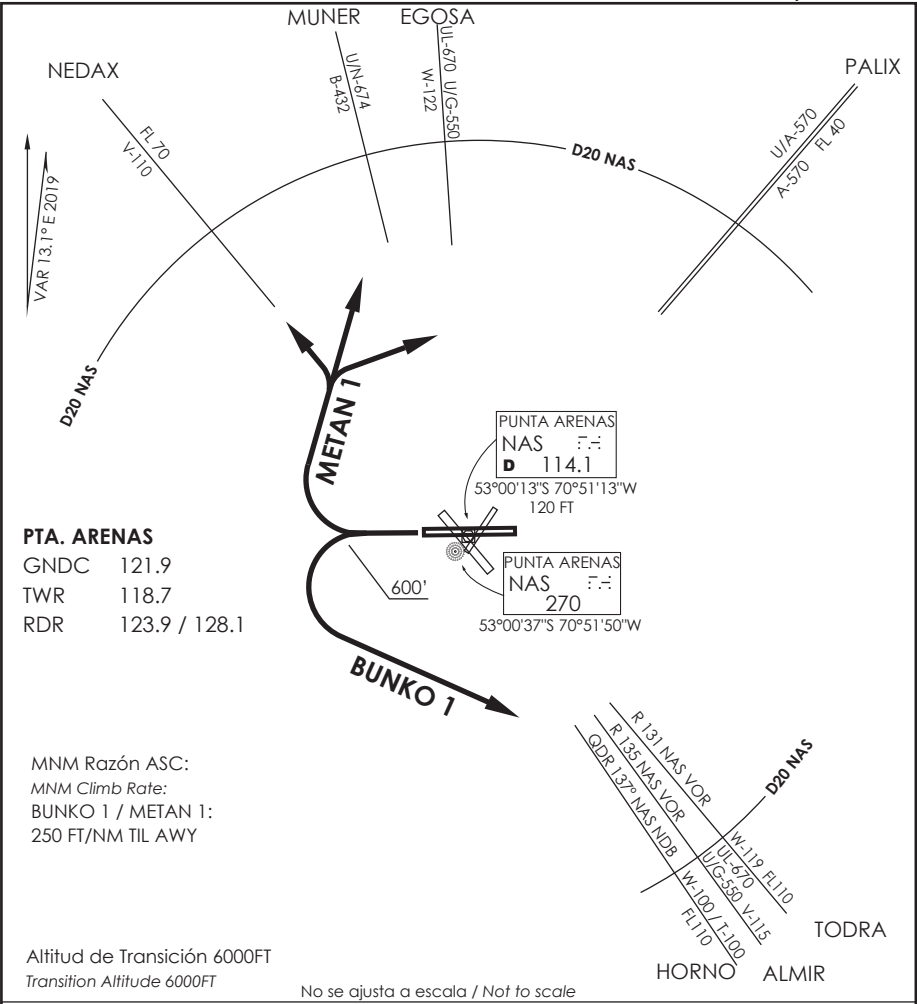 MUNER
EGOSA
NEDAX
PALIX
U/N-674
B-432
UL-670 U/G-550
W-122
FL 70
V-110
U/A-570
A-570 FL 40
D20 NAS
VAR 13.1° E 2019
D20 NAS
METAN 1
PUNTA ARENAS
NAS
D 114.1
53°00'13"S 70°51'13"W
120 FT
PTA. ARENAS
GNDC 121.9
TWR 118.7
RDR 123.9 / 128.1
600'
PUNTA ARENAS
NAS
270
53°00'37"S 70°51'50"W
BUNKO 1
MNM Razón ASC:
MNM Climb Rate:
BUNKO 1 / METAN 1:
250 FT/NM TIL AWY
R 131 NAS VOR
R 135 NAS VOR
QDR 137° NAS NDB
D20 NAS
W-119 FL110
UL-670
U/G-550 V-115
W-100 / T-100
FL110
TODRA
HORNO
ALMIR
Altitud de Transición 6000FT
Transition Altitude 6000FT
No se ajusta a escala / Not to scale